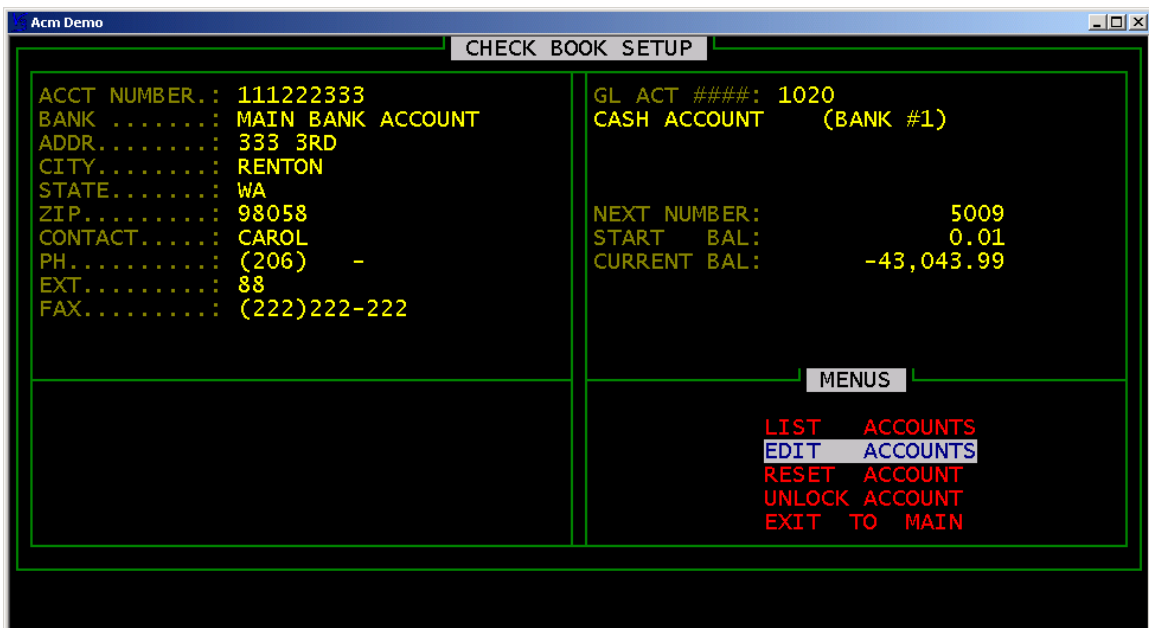 Acm Demo
CHECK BOOK SETUP
ACCT NUMBER.: 111222333
BANK .......: MAIN BANK ACCOUNT
ADDR........: 333 3RD
CITY........: RENTON
STATE.......: WA
ZIP.........: 98058
CONTACT.....: CAROL
PH..........: (206)   -
EXT.........: 88
FAX.........: (222)222-222
GL ACT ####: 1020
CASH ACCOUNT    (BANK #1)
NEXT NUMBER: 5009
START   BAL: 0.01
CURRENT BAL: -43,043.99
MENUS
LIST   ACCOUNTS
EDIT   ACCOUNTS
RESET  ACCOUNT
UNLOCK ACCOUNT
EXIT  TO  MAIN